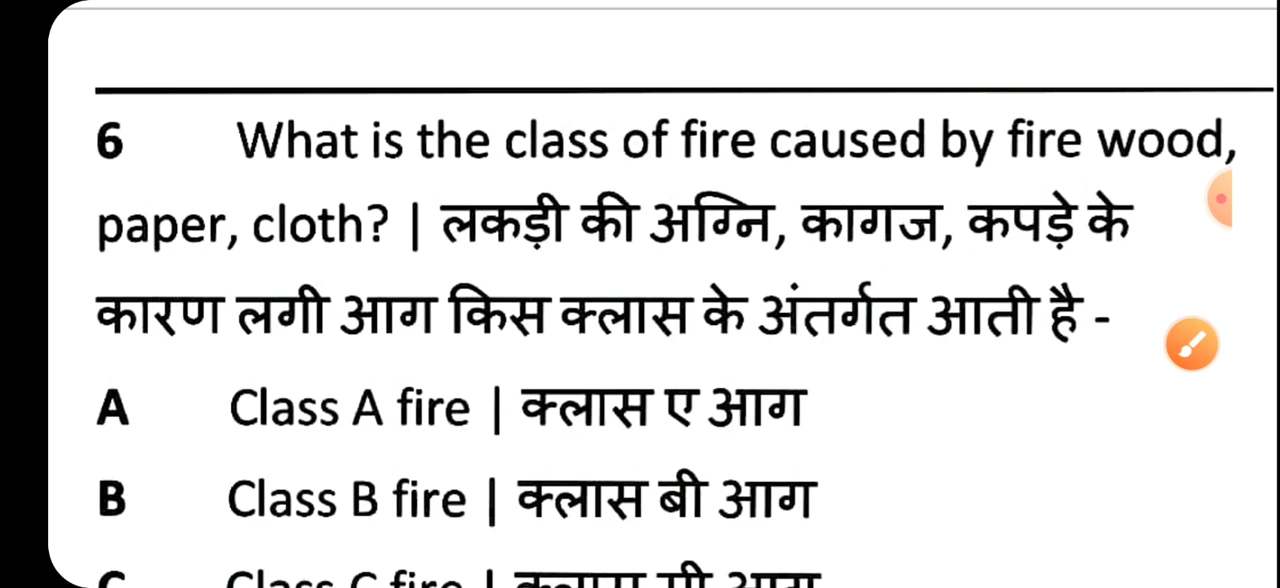 6 What is the class of fire caused by fire wood,
paper, cloth? | लकड़ी की अग्नि, कागज, कपड़े के
कारण लगी आग किस क्लास के अंतर्गत आती है -
A Class A fire | क्लास ए आग
B Class B fire | क्लास बी आग
C Class C fire | क्लास सी आग